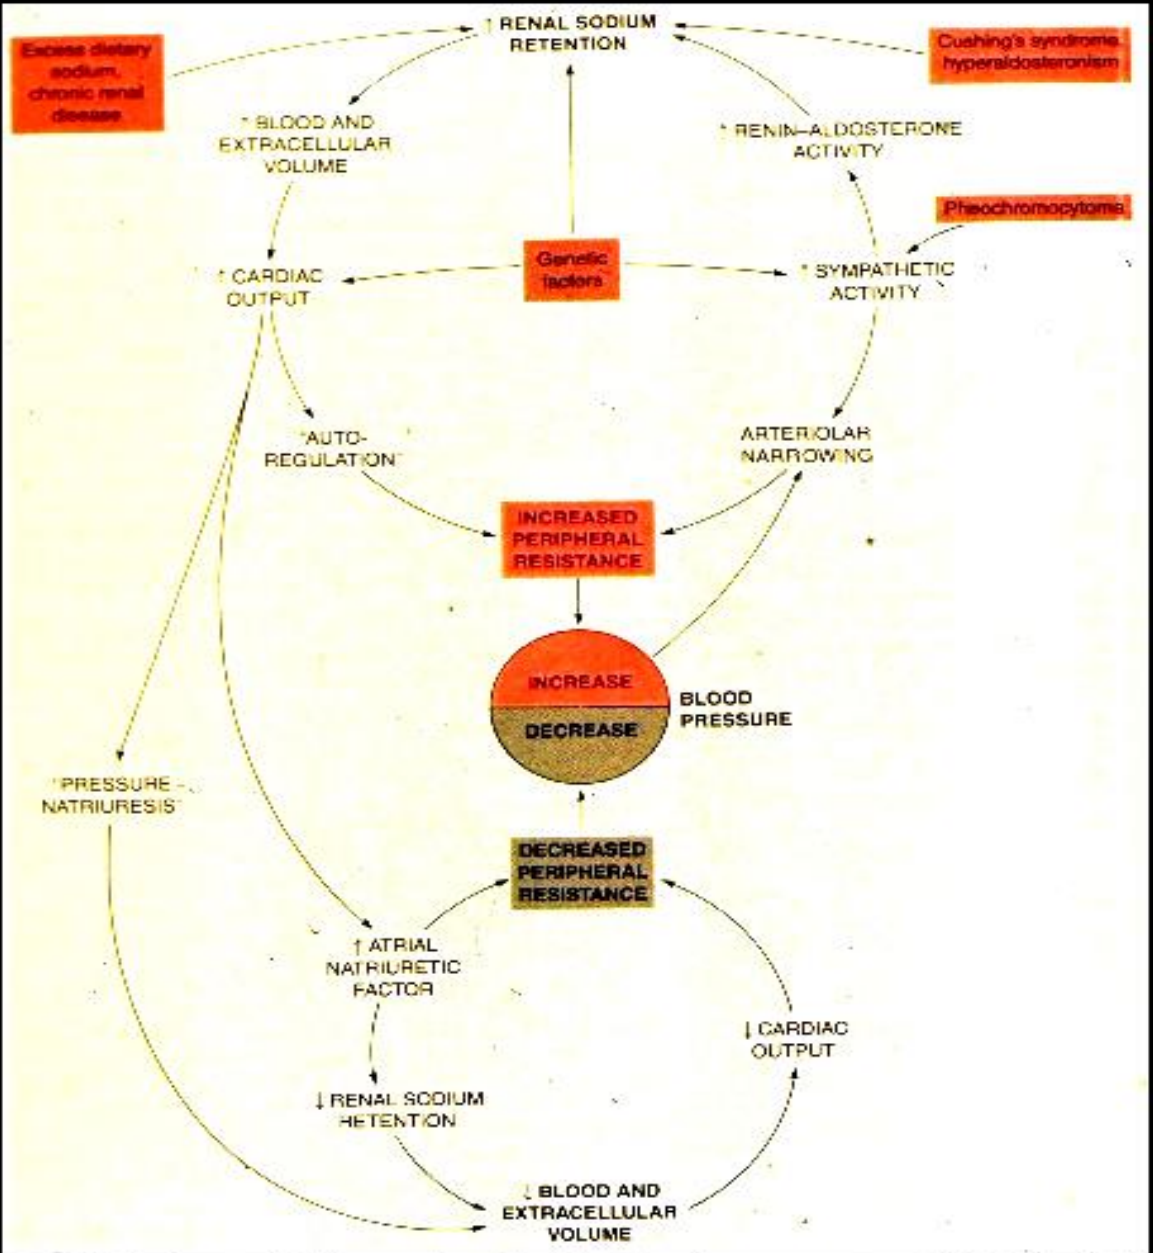 ↑ RENAL SODIUM
RETENTION
Excess dietary
sodium,
chronic renal
disease
Cushing's syndrome,
hyperaldosteronism
↑ BLOOD AND
EXTRACELLULAR
VOLUME
↑ RENIN–ALDOSTERONE
ACTIVITY
Pheochromocytoma
Genetic
factors
↑ CARDIAC
OUTPUT
↑ SYMPATHETIC
ACTIVITY
"AUTO-
REGULATION"
ARTERIOLAR
NARROWING
INCREASED
PERIPHERAL
RESISTANCE
INCREASE
DECREASE
BLOOD
PRESSURE
"PRESSURE –
NATRIURESIS"
DECREASED
PERIPHERAL
RESISTANCE
↑ ATRIAL
NATRIURETIC
FACTOR
↓ CARDIAC
OUTPUT
↓ RENAL SODIUM
RETENTION
↓ BLOOD AND
EXTRACELLULAR
VOLUME